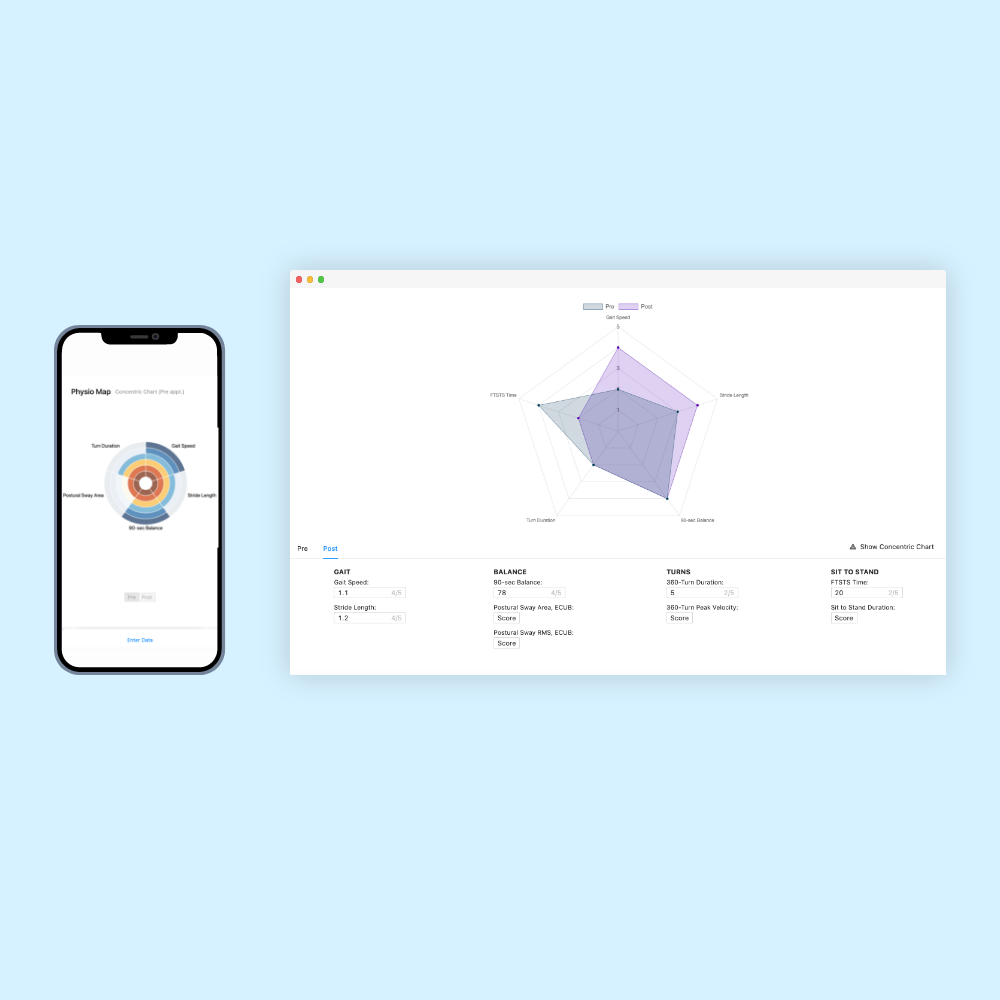 Physio Map Concentric Chart (Pre appt.)
Turn Duration
Gait Speed
Postural Sway Area
Stride Length
90-sec Balance
Pre Post
Enter Data
Pre Post
Gait Speed
5
3
1
FTSTS Time
Stride Length
Turn Duration
90-sec Balance
Pre Post
Show Concentric Chart
GAIT
Gait Speed:
1.1 4/5
Stride Length:
1.2 4/5
BALANCE
90-sec Balance:
78 4/5
Postural Sway Area, ECUB:
Score
Postural Sway RMS, ECUB:
Score
TURNS
360-Turn Duration:
5 2/5
360-Turn Peak Velocity:
Score
SIT TO STAND
FTSTS Time:
20 2/5
Sit to Stand Duration:
Score